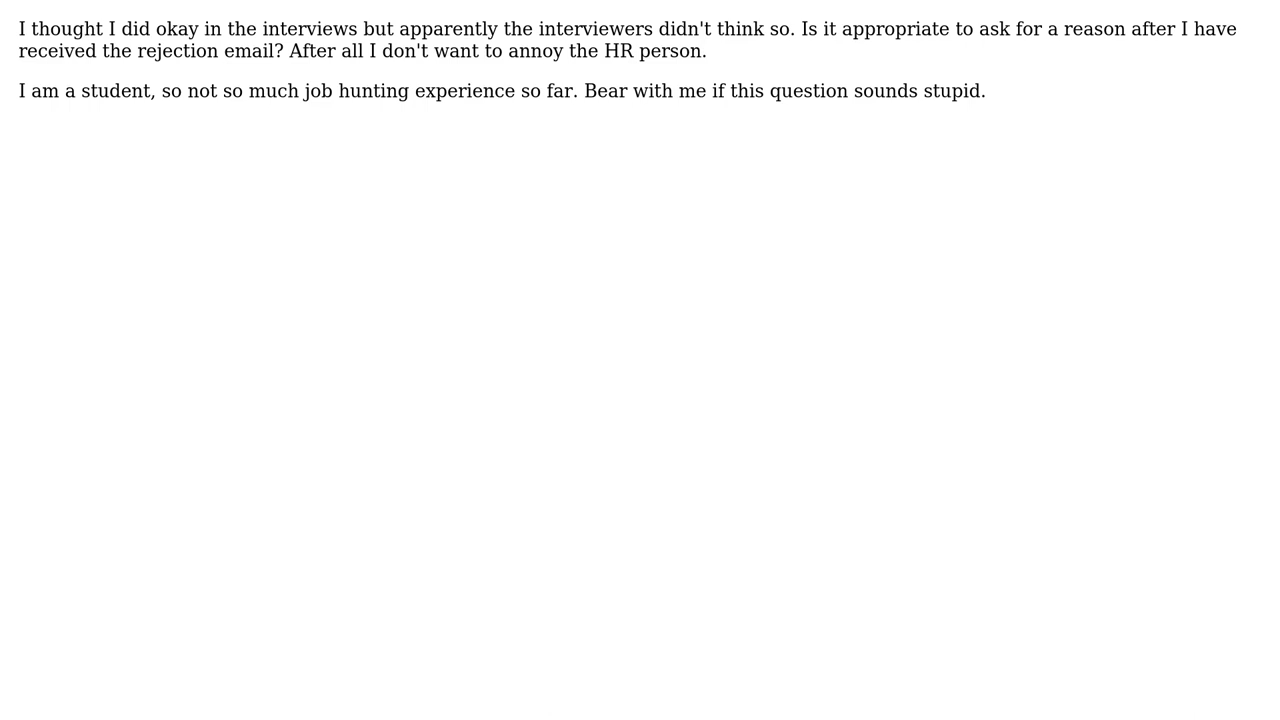 I thought I did okay in the interviews but apparently the interviewers didn't think so. Is it appropriate to ask for a reason after I have
received the rejection email? After all I don't want to annoy the HR person.
I am a student, so not so much job hunting experience so far. Bear with me if this question sounds stupid.